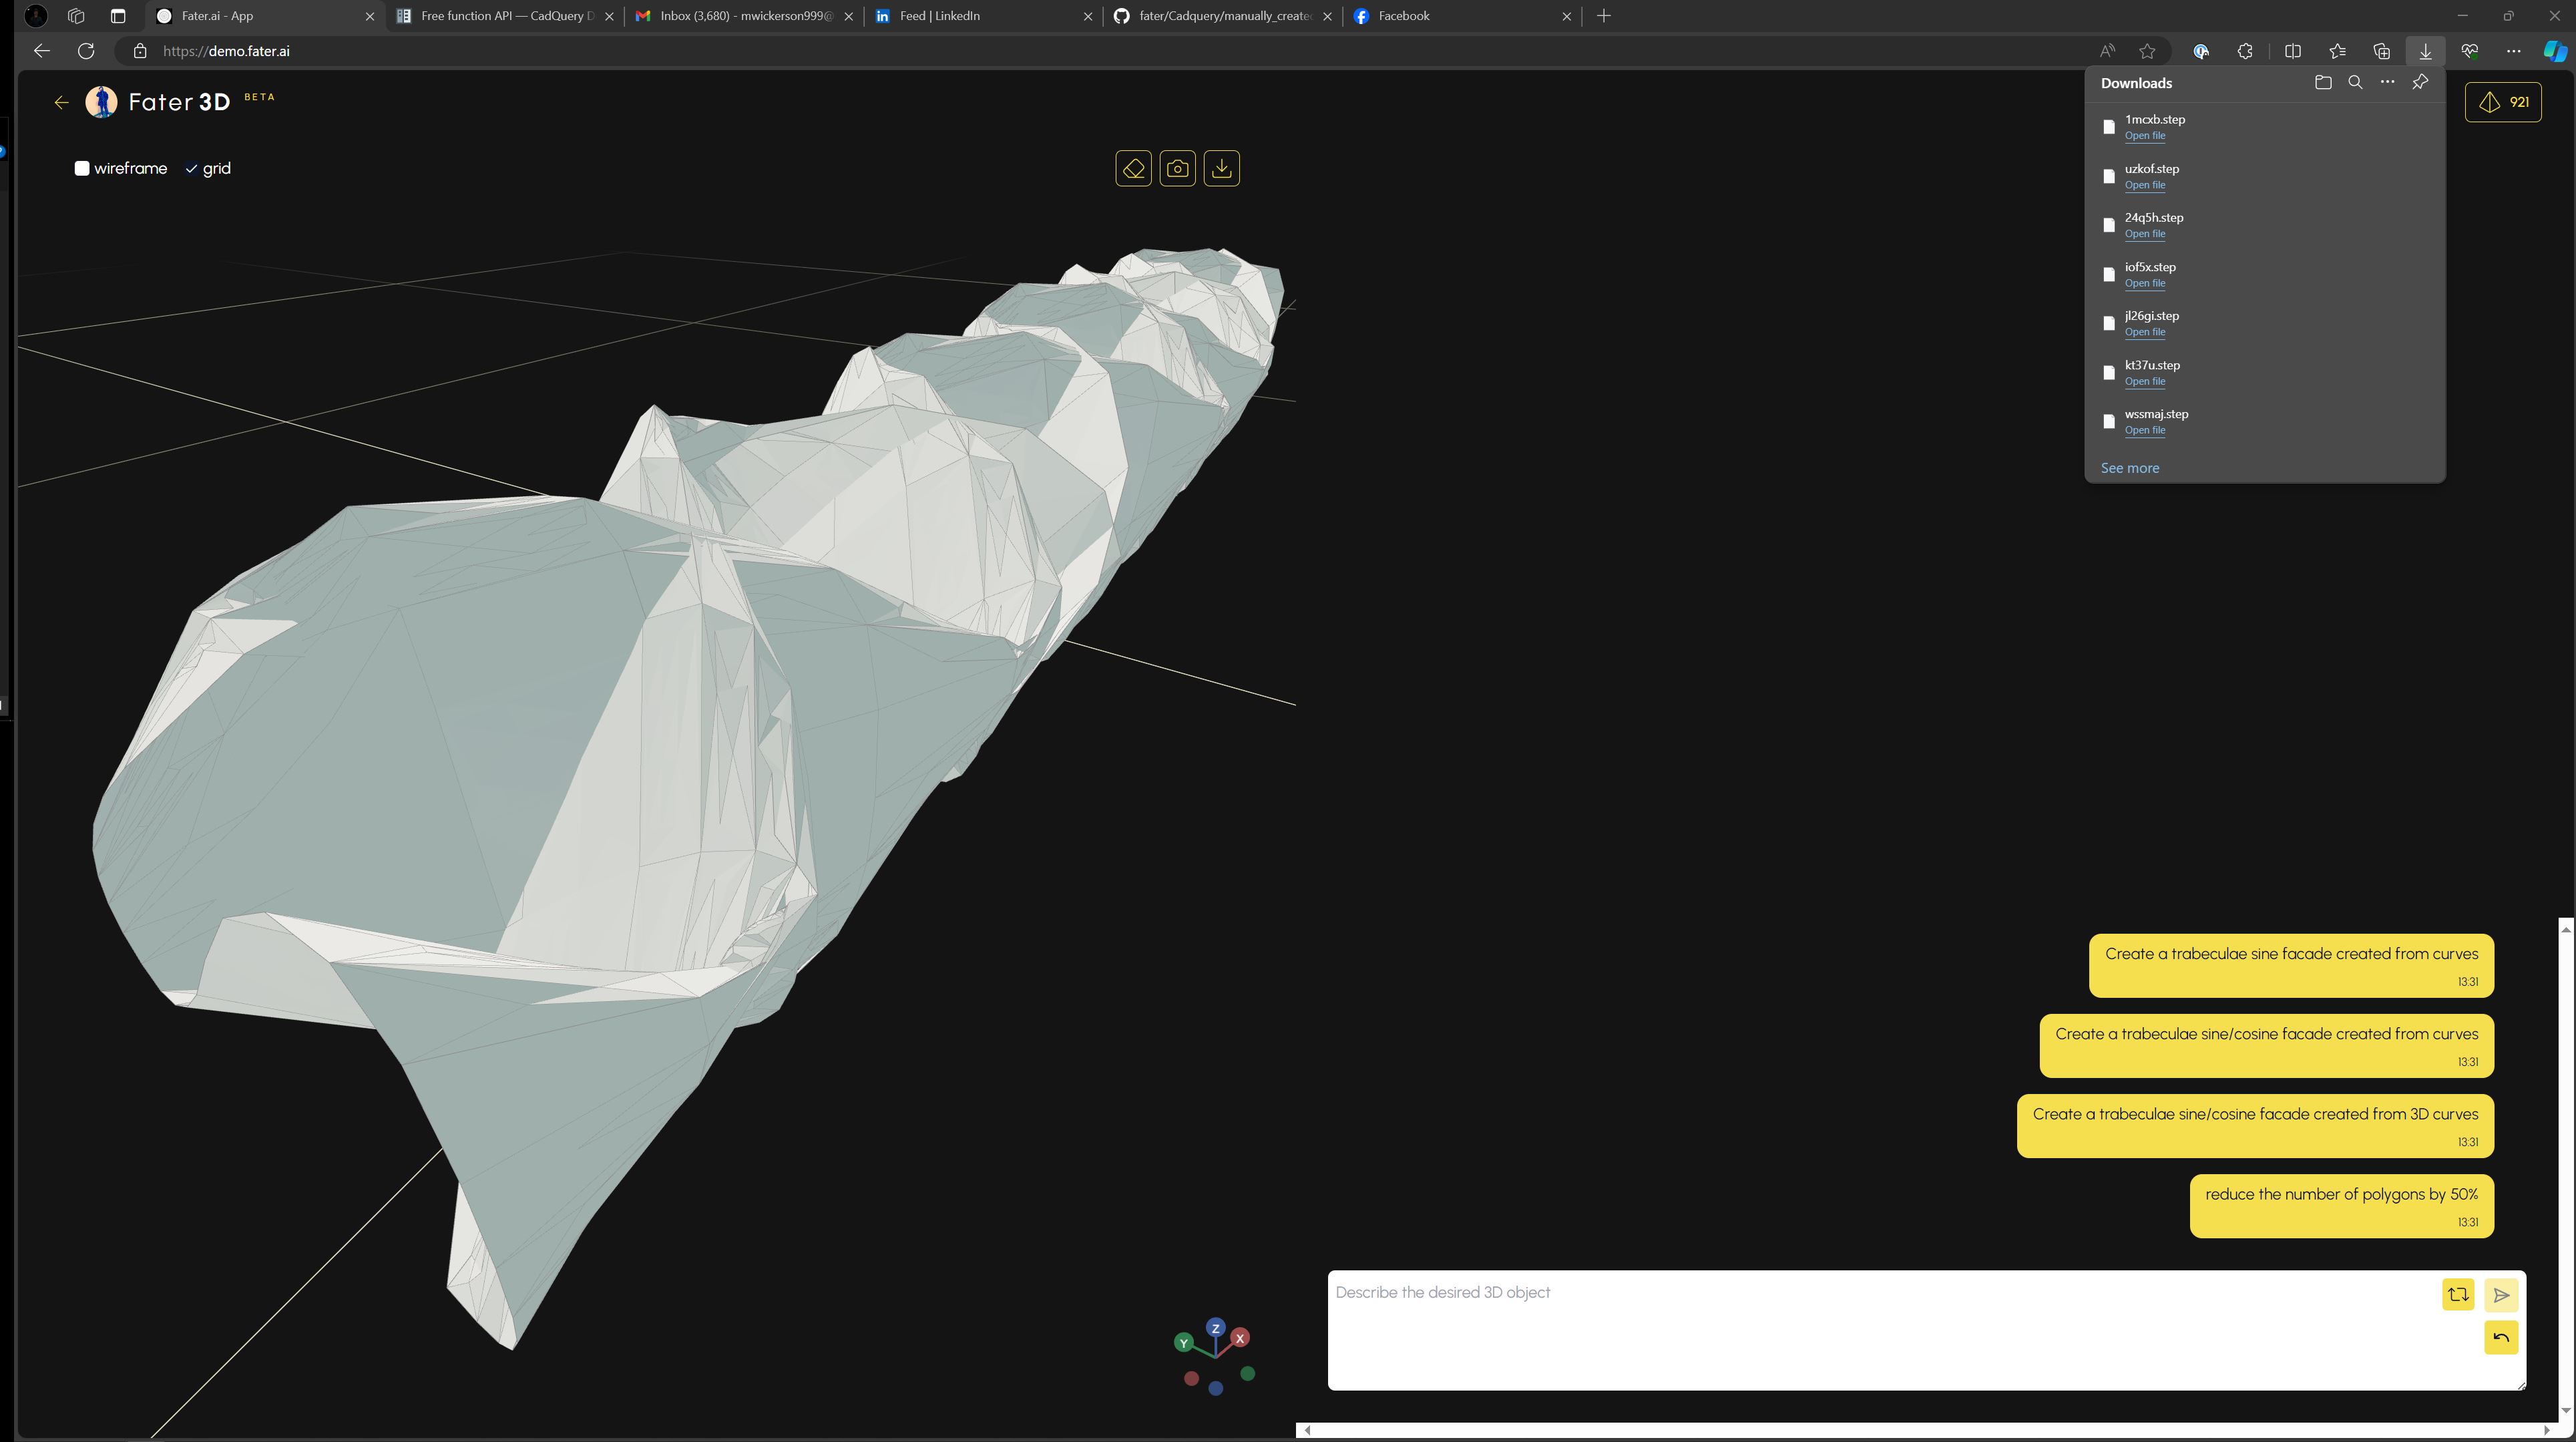 Fater.ai - App
Free function API — CadQuery D
Inbox (3,680) - mwickerson999@
Feed | LinkedIn
fater/Cadquery/manually_create
Facebook
https://demo.fater.ai
Fater 3D BETA
Downloads
921
1mcxb.step
Open file
wireframe
grid
uzkof.step
Open file
24q5h.step
Open file
iof5x.step
Open file
jl26gi.step
Open file
kt37u.step
Open file
wssmaj.step
Open file
See more
Create a trabeculae sine facade created from curves
13:31
Create a trabeculae sine/cosine facade created from curves
13:31
Create a trabeculae sine/cosine facade created from 3D curves
13:31
reduce the number of polygons by 50%
13:31
Describe the desired 3D object
Z
Y
X